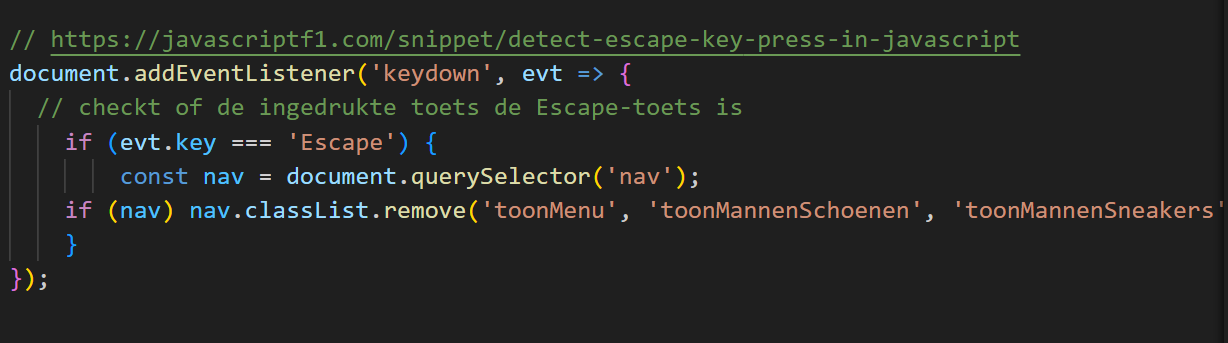 // https://javascriptf1.com/snippet/detect-escape-key-press-in-javascript
document.addEventListener('keydown', evt => {
  // checkt of de ingedrukte toets de Escape-toets is
    if (evt.key === 'Escape') {
        const nav = document.querySelector('nav');
    if (nav) nav.classList.remove('toonMenu', 'toonMannenSchoenen', 'toonMannenSneakers'
    }
});